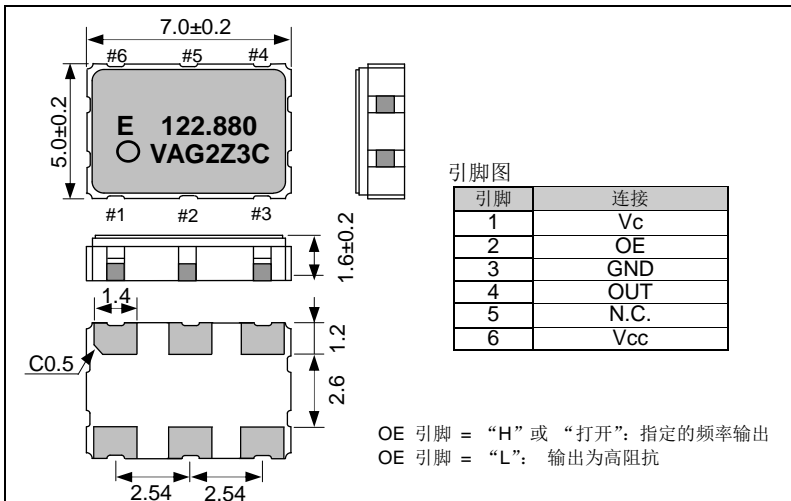 7.0±0.2
#6 #5 #4
5.0±0.2
E 122.880
VAG2Z3C
#1 #2 #3
1.6±0.2
1.4
C0.5
1.2
2.6
2.54 2.54
引脚图
引脚 连接
1 Vc
2 OE
3 GND
4 OUT
5 N.C.
6 Vcc
OE 引脚 = “H”或 “打开”：指定的频率输出
OE 引脚 = “L”： 输出为高阻抗